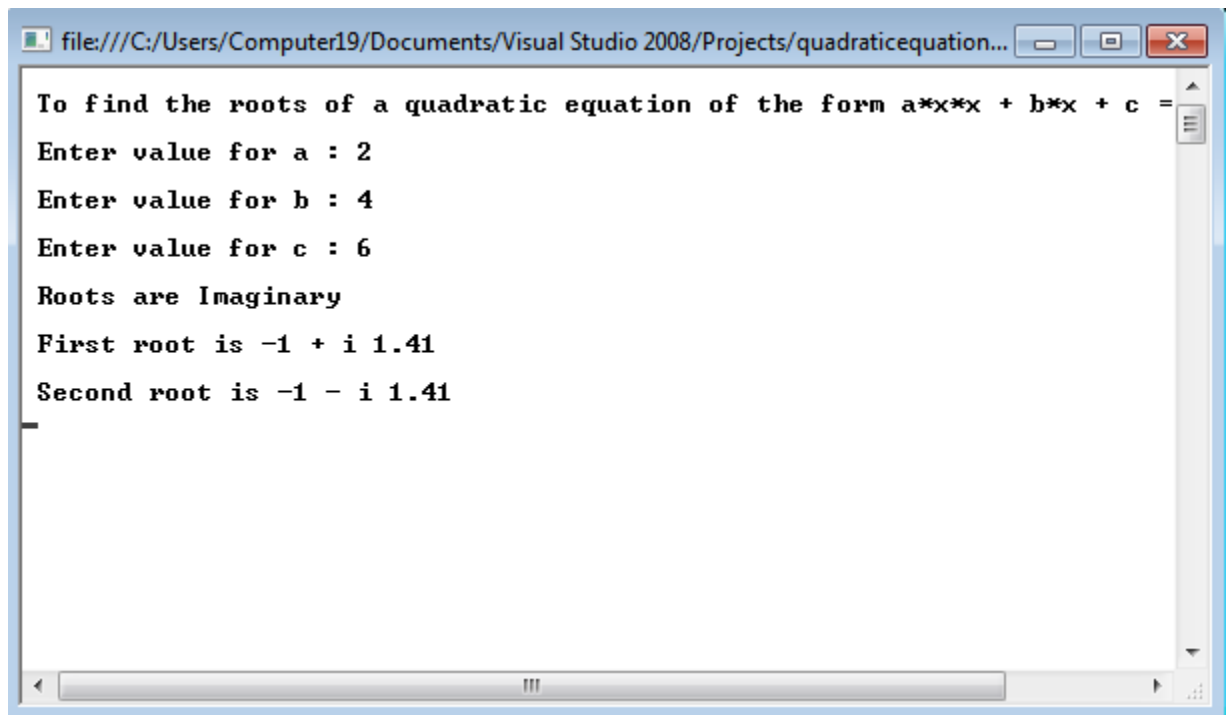 file:///C:/Users/Computer19/Documents/Visual Studio 2008/Projects/quadraticequation...
To find the roots of a quadratic equation of the form a*x*x + b*x + c =
Enter value for a : 2
Enter value for b : 4
Enter value for c : 6
Roots are Imaginary
First root is -1 + i 1.41
Second root is -1 - i 1.41